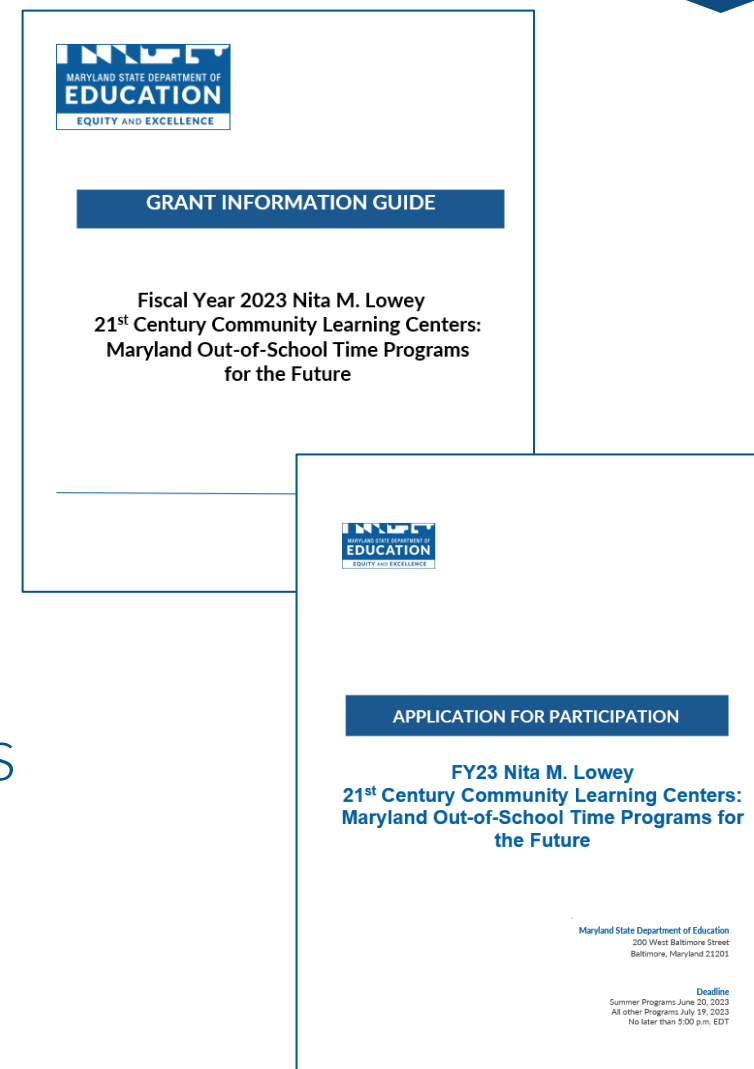 MARYLAND STATE DEPARTMENT OF
EDUCATION
EQUITY AND EXCELLENCE
GRANT INFORMATION GUIDE
Fiscal Year 2023 Nita M. Lowey
21st Century Community Learning Centers:
Maryland Out-of-School Time Programs
for the Future
MARYLAND STATE DEPARTMENT OF
EDUCATION
EQUITY AND EXCELLENCE
APPLICATION FOR PARTICIPATION
FY23 Nita M. Lowey
21st Century Community Learning Centers:
Maryland Out-of-School Time Programs for
the Future
Maryland State Department of Education
200 West Baltimore Street
Baltimore, Maryland 21201
Deadline
Summer Programs June 20, 2023
All other Programs July 19, 2023
No later than 5:00 p.m. EDT